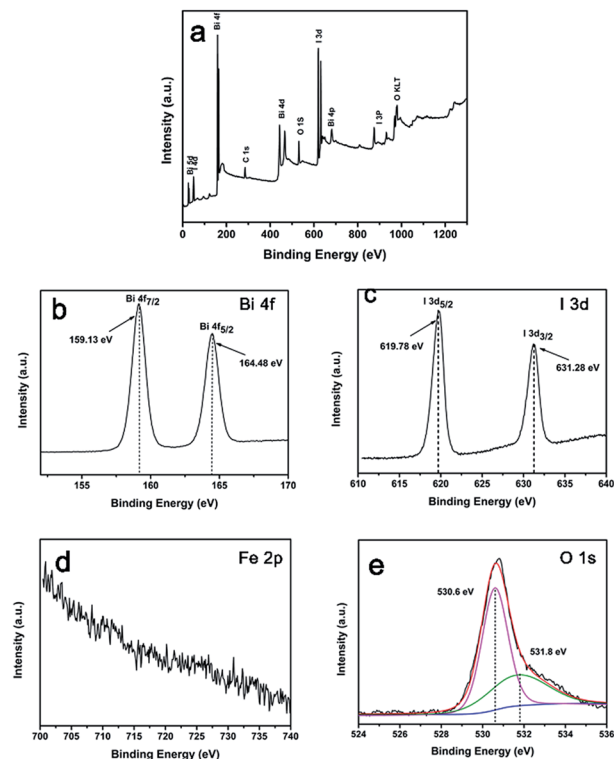 a
Bi 5d
I 4d
Bi 4f
C 1s
Bi 4d
O 1S
I 3d
Bi 4p
I 3P
O KLT
Intensity (a.u.)
0 200 400 600 800 1000 1200
Binding Energy (eV)
b
Bi 4f7/2
Bi 4f
159.13 eV
Bi 4f5/2
164.48 eV
Intensity (a.u.)
155 160 165 170
Binding Energy (eV)
c
I 3d5/2
I 3d
619.78 eV
I 3d3/2
631.28 eV
Intensity (a.u.)
610 615 620 625 630 635 640
Binding Energy (eV)
d
Fe 2p
Intensity (a.u.)
700 705 710 715 720 725 730 735 740
Binding Energy (eV)
e
O 1s
530.6 eV
531.8 eV
Intensity (a.u.)
524 526 528 530 532 534 536
Binding Energy (eV)